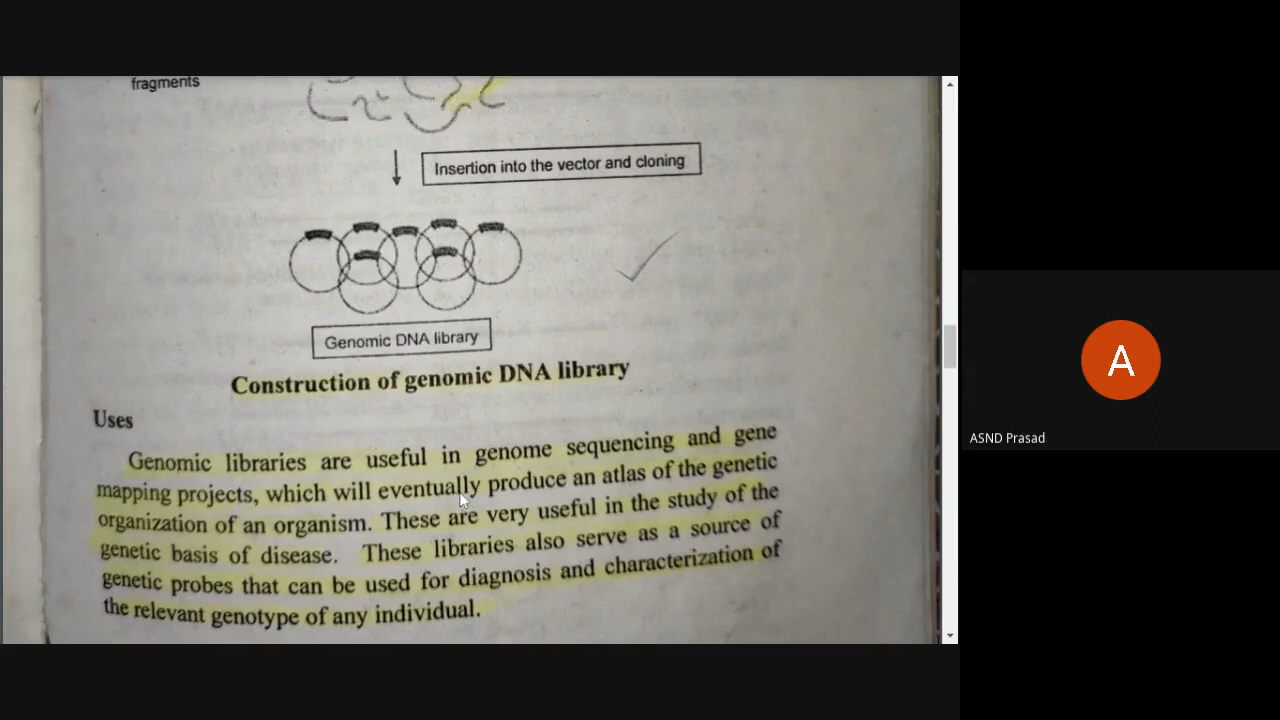 fragments
Insertion into the vector and cloning
Genomic DNA library
Construction of genomic DNA library
Uses
Genomic libraries are useful in genome sequencing and gene
mapping projects, which will eventually produce an atlas of the genetic
organization of an organism. These are very useful in the study of the
genetic basis of disease. These libraries also serve as a source of
genetic probes that can be used for diagnosis and characterization of
the relevant genotype of any individual.
A
ASND Prasad